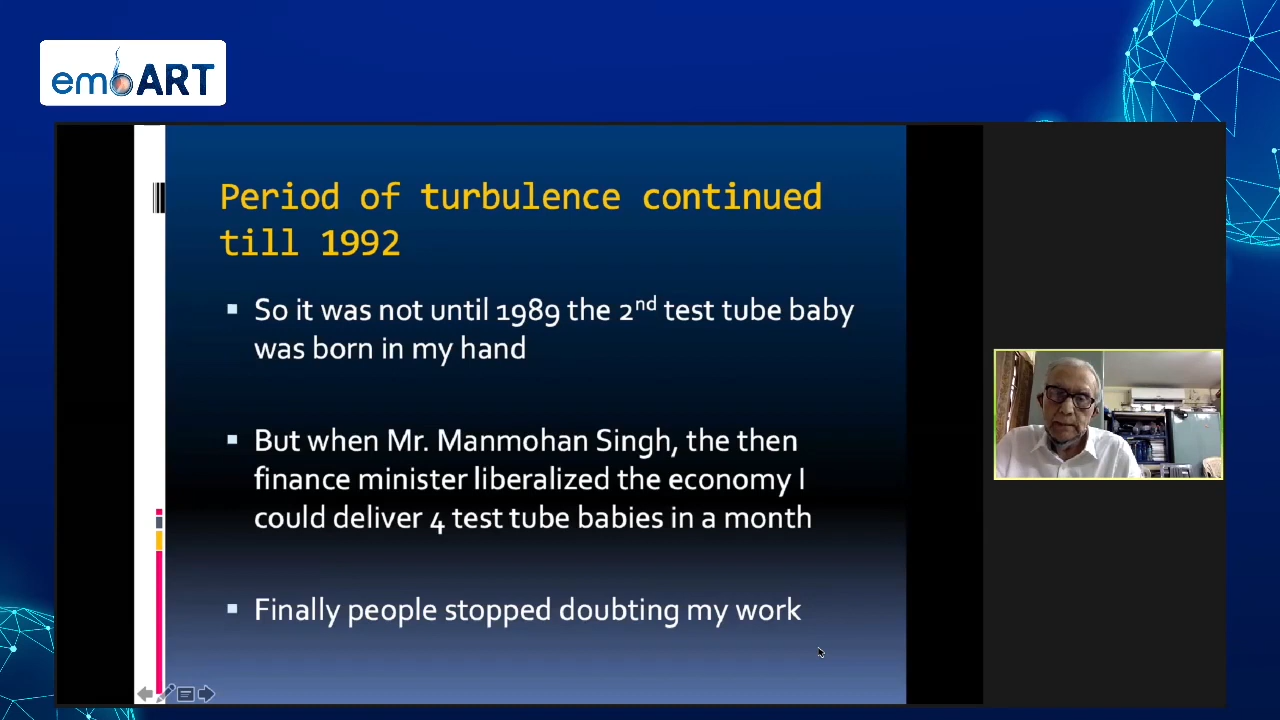 embART
Period of turbulence continued
till 1992
So it was not until 1989 the 2nd test tube baby
was born in my hand
But when Mr. Manmohan Singh, the then
finance minister liberalized the economy I
could deliver 4 test tube babies in a month
Finally people stopped doubting my work